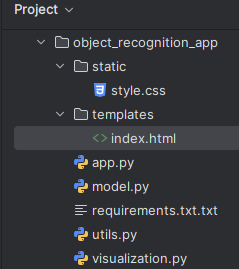 Project
object_recognition_app
static
style.css
templates
<> index.html
app.py
model.py
requirements.txt.txt
utils.py
visualization.py